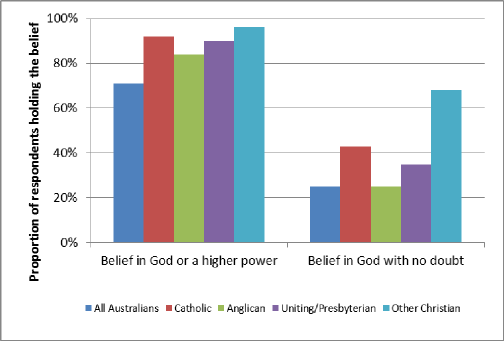 Proportion of respondents holding the belief
100%
80%
60%
40%
20%
0%
Belief in God or a higher power
Belief in God with no doubt
All Australians
Catholic
Anglican
Uniting/Presbyterian
Other Christian